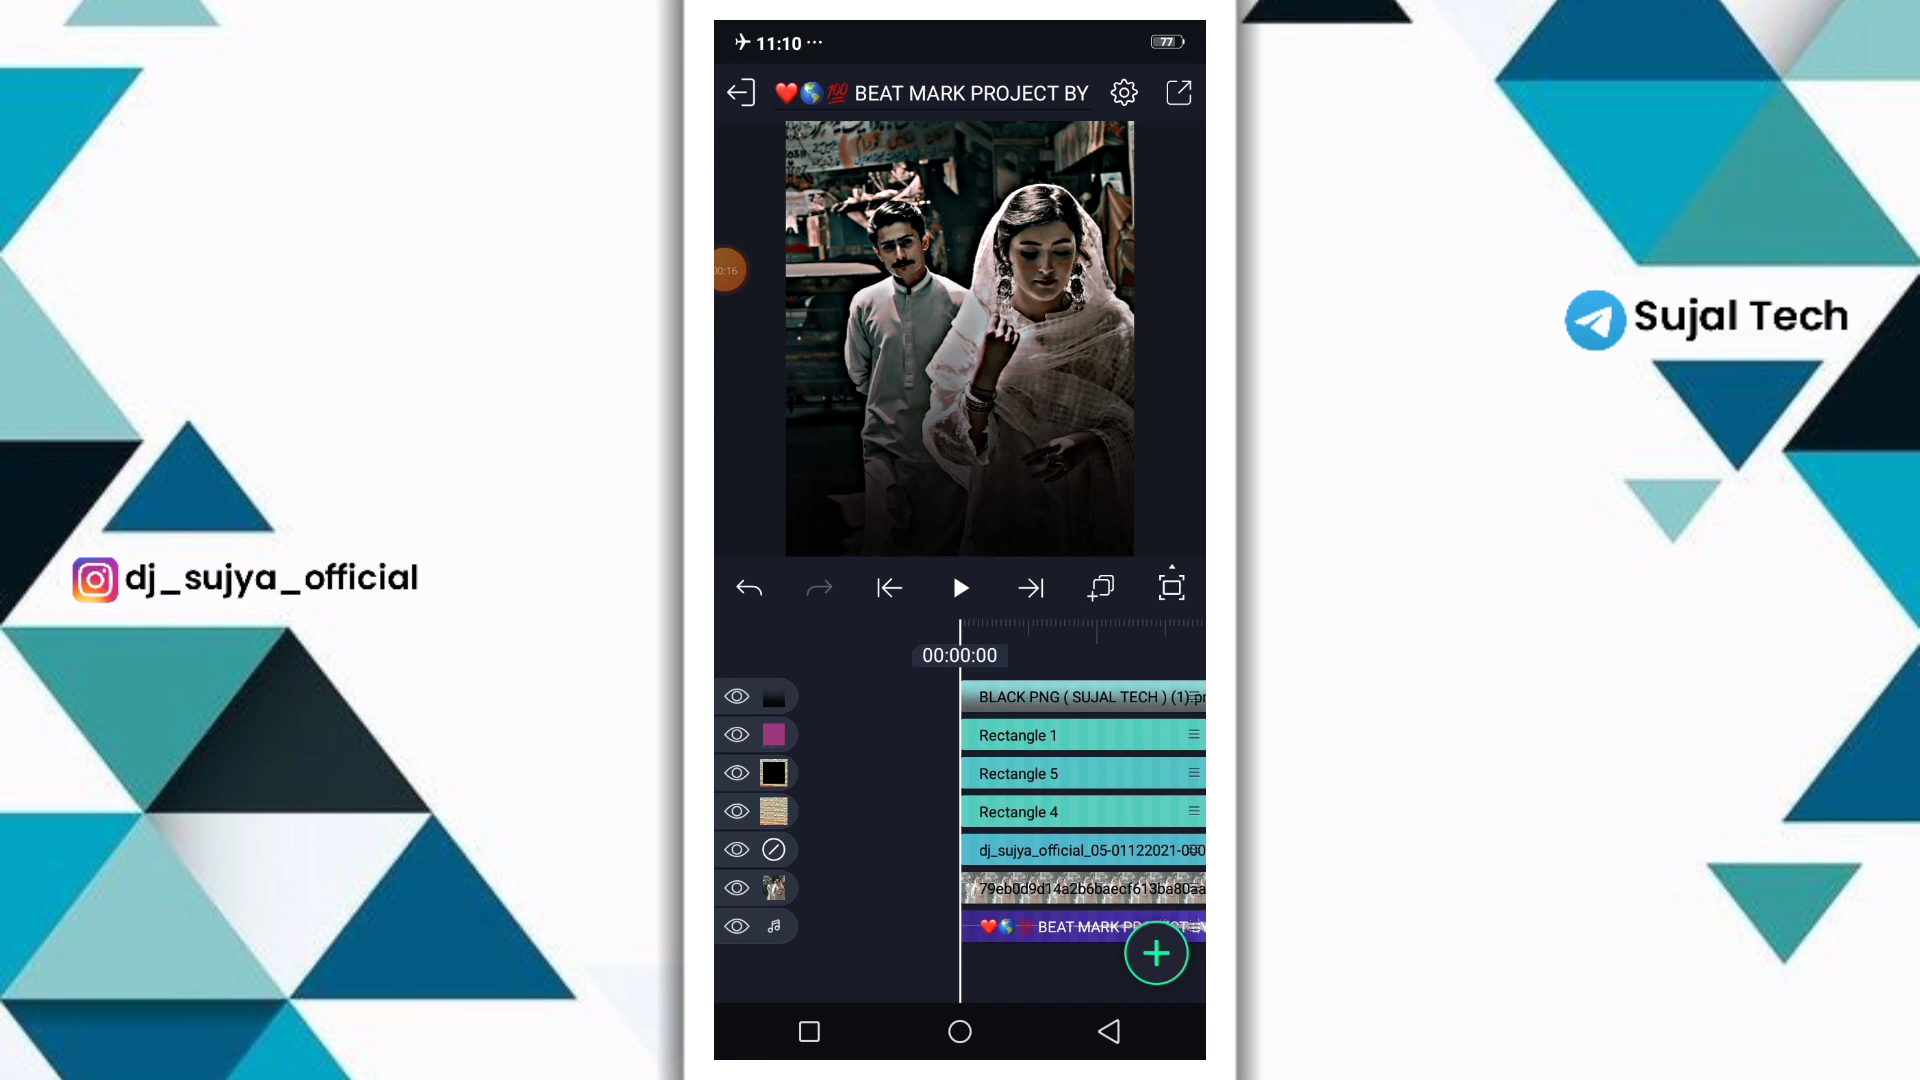 11:10 ...
77
❤️🌎💯 BEAT MARK PROJECT BY
00:16
Sujal Tech
dj_sujya_official
00:00:00
BLACK PNG ( SUJAL TECH ) (1).pr
Rectangle 1
Rectangle 5
Rectangle 4
dj_sujya_official_05-01122021-000
79eb0d9d14a2b6baecf613ba80aa
❤️🌎💯 BEAT MARK